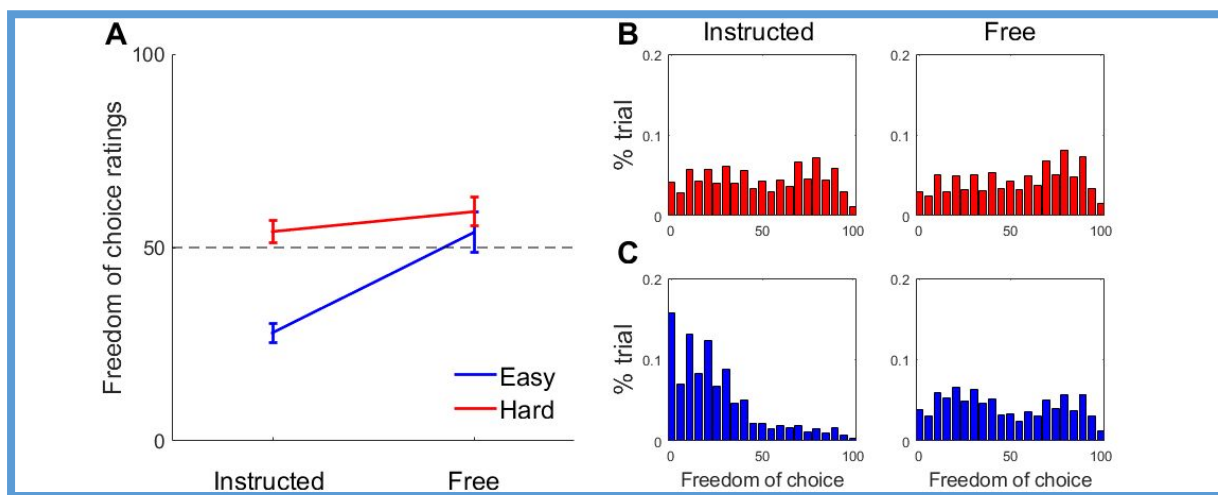 A
100
50
0
Freedom of choice ratings
Easy
Hard
Instructed Free
B
Instructed Free
0.2
0.1
0
% trial
0 50 100
0.2
0.1
0
0 50 100
C
0.2
0.1
0
% trial
0 50 100
Freedom of choice
0.2
0.1
0
0 50 100
Freedom of choice